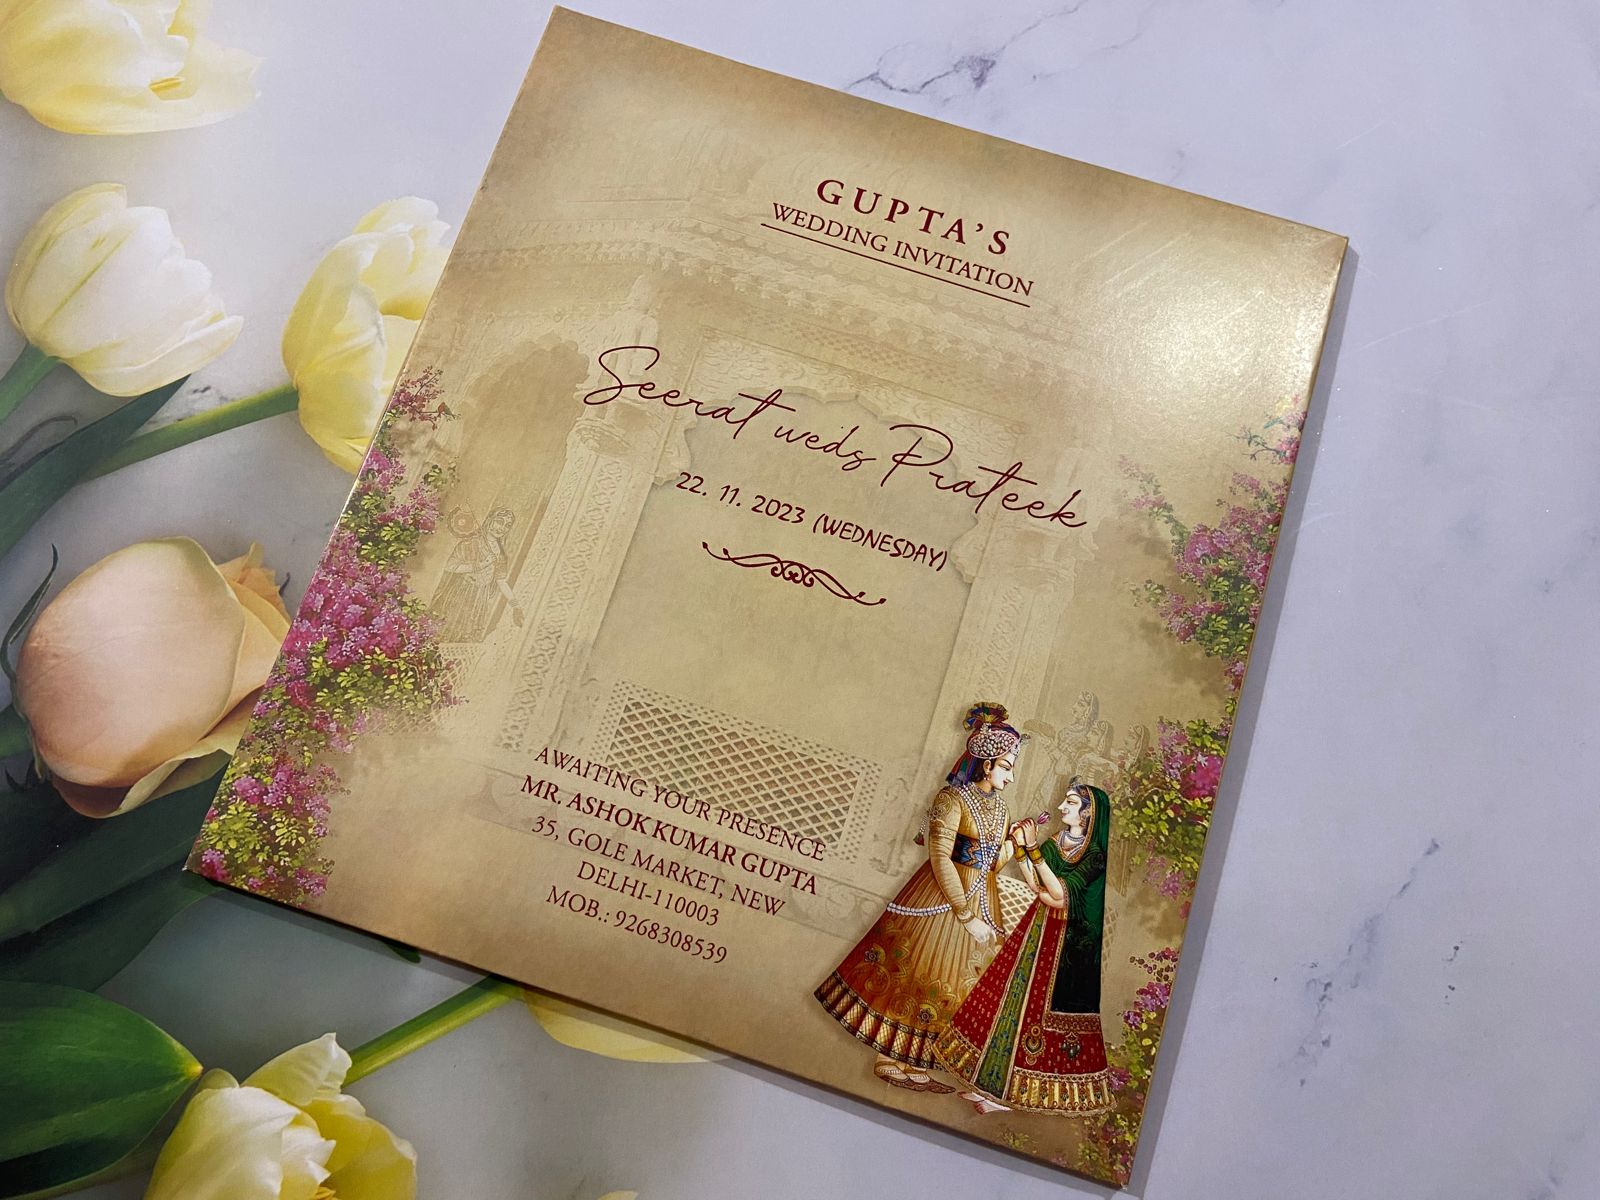 GUPTA'S
WEDDING INVITATION
Seerat weds Prateek
22. 11. 2023 (WEDNESDAY)
AWAITING YOUR PRESENCE
MR. ASHOK KUMAR GUPTA
35, GOLE MARKET, NEW
DELHI-110003
MOB.: 9268308539